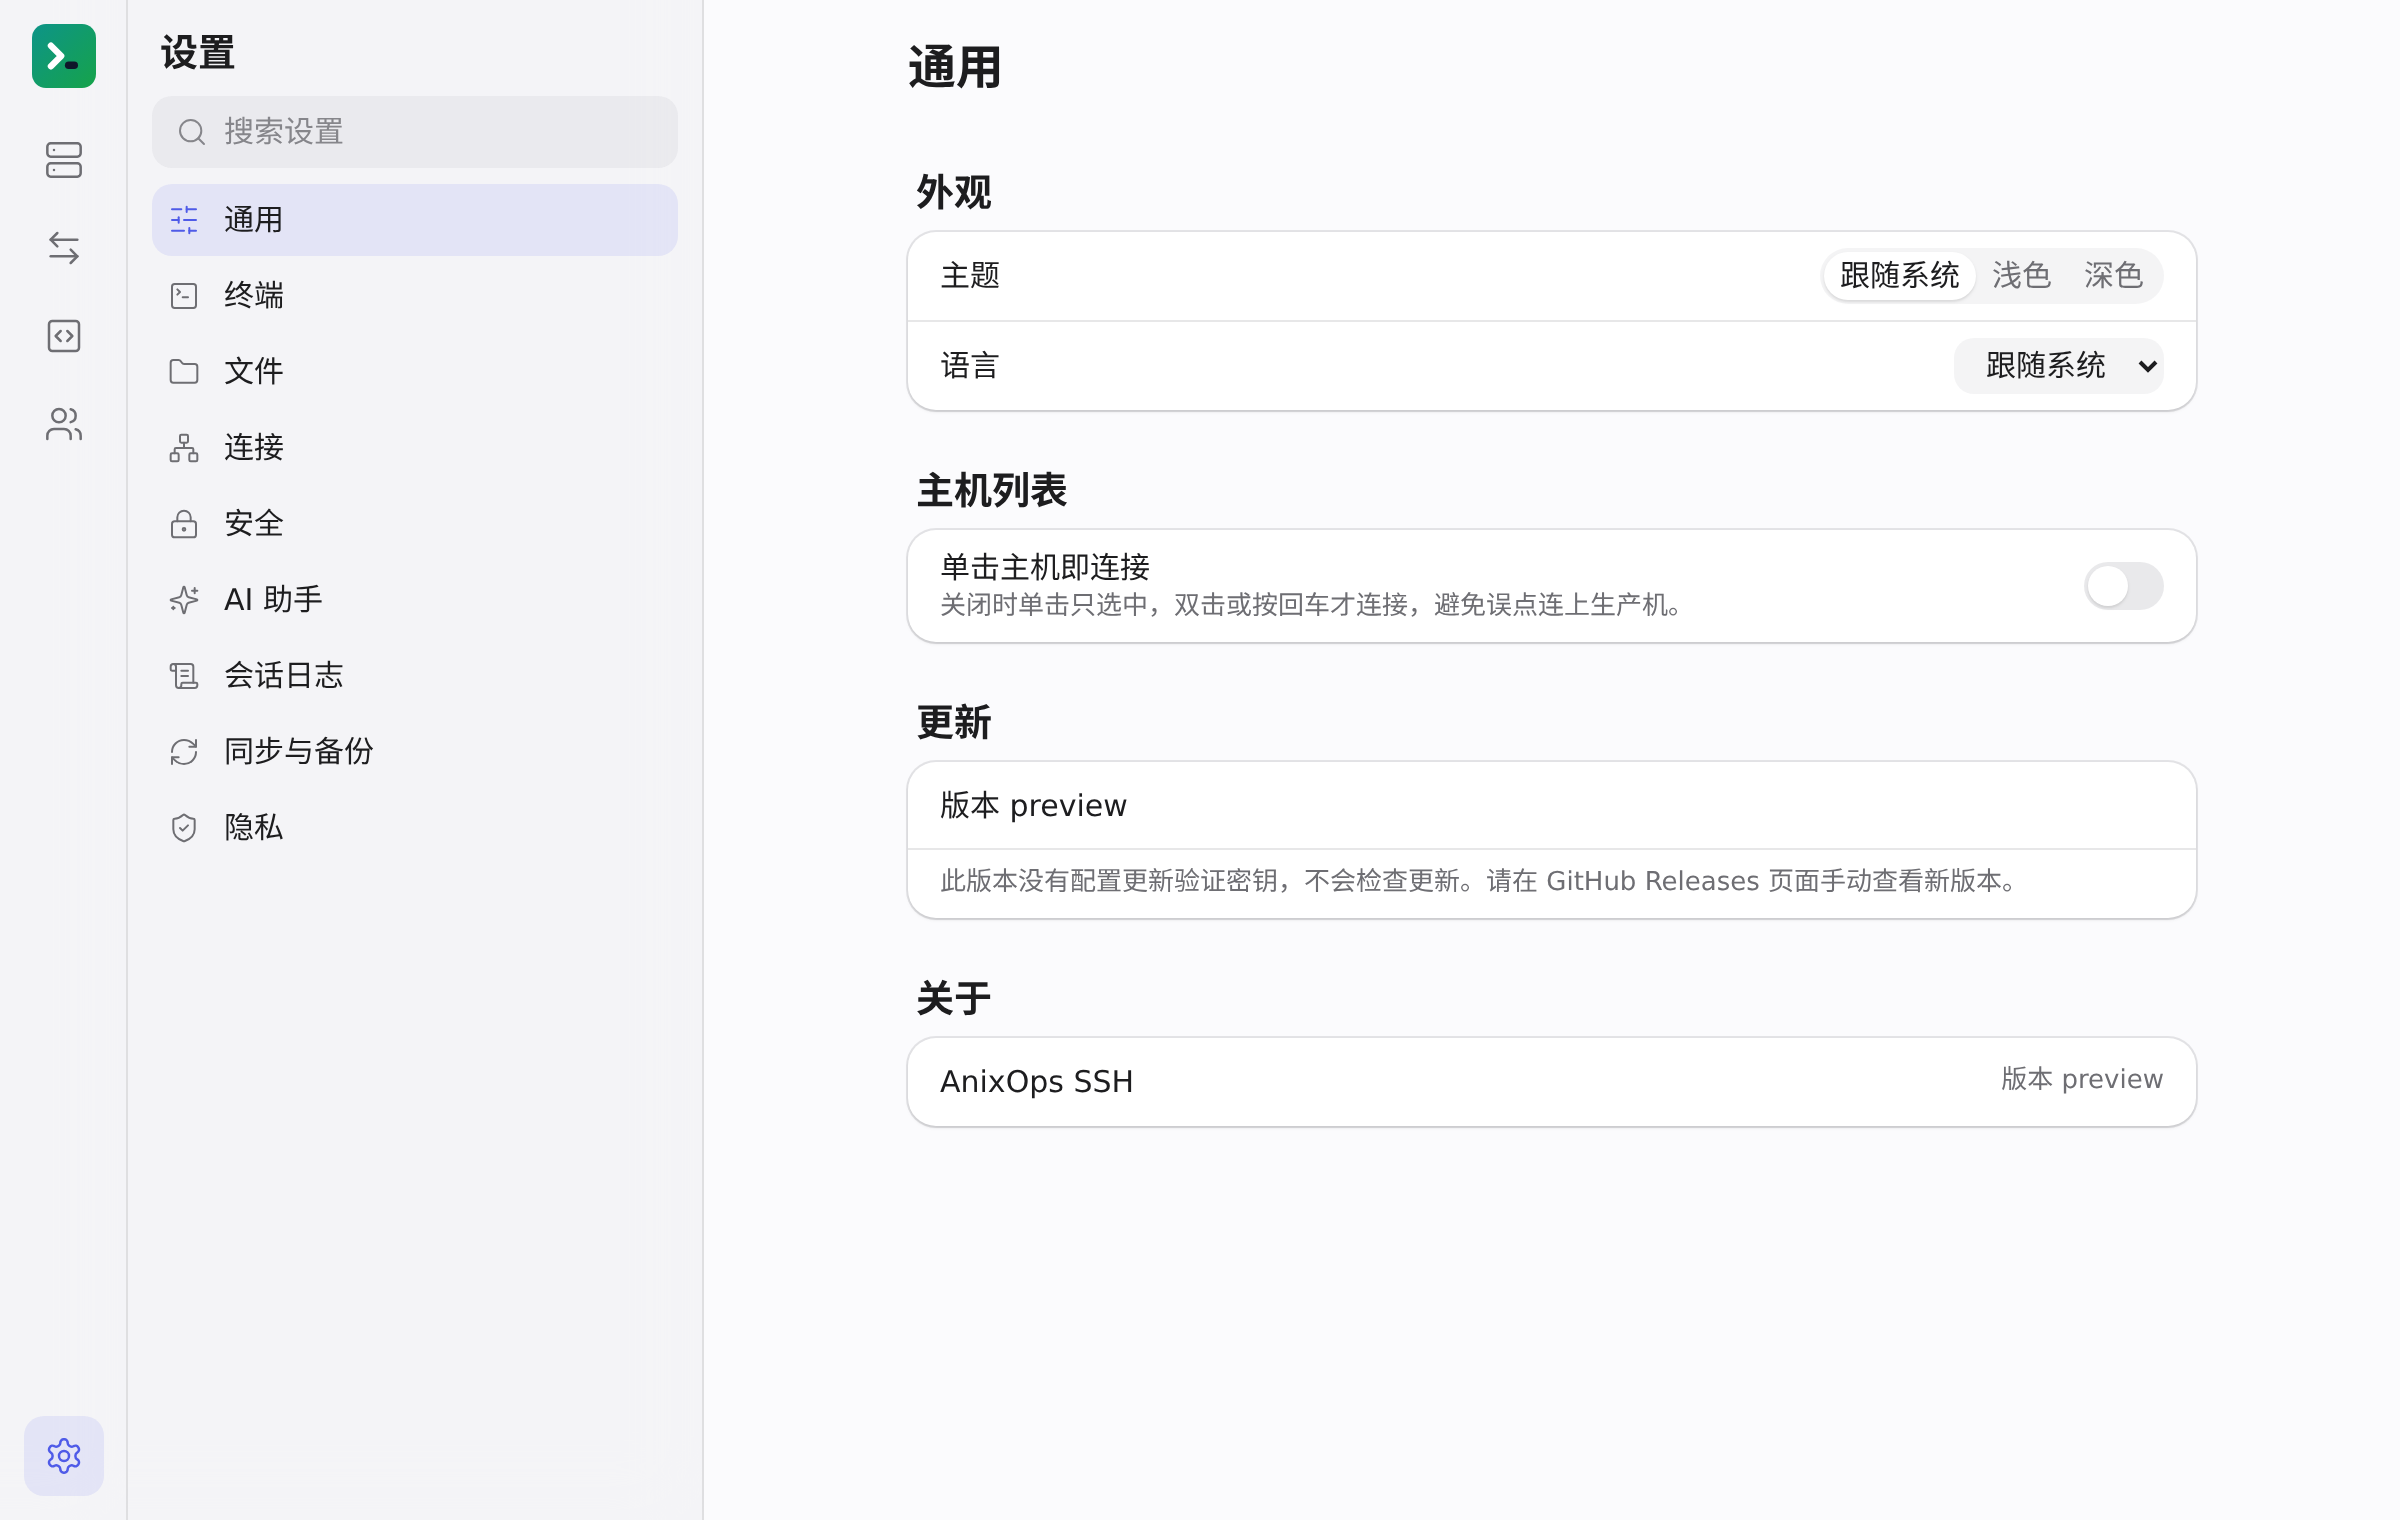 设置
搜索设置
通用
终端
文件
连接
安全
AI 助手
会话日志
同步与备份
隐私
通用
外观
主题
跟随系统 浅色 深色
语言
跟随系统
主机列表
单击主机即连接
关闭时单击只选中，双击或按回车才连接，避免误点连上生产机。
更新
版本 preview
此版本没有配置更新验证密钥，不会检查更新。请在 GitHub Releases 页面手动查看新版本。
关于
AnixOps SSH
版本 preview